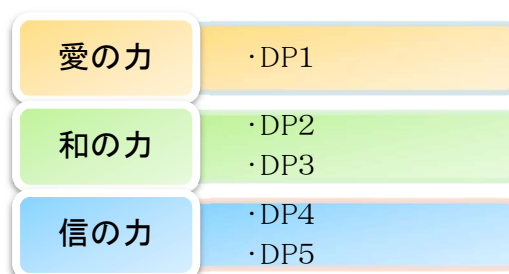 愛の力
・DP1
和の力
・DP2
・DP3
信の力
・DP4
・DP5